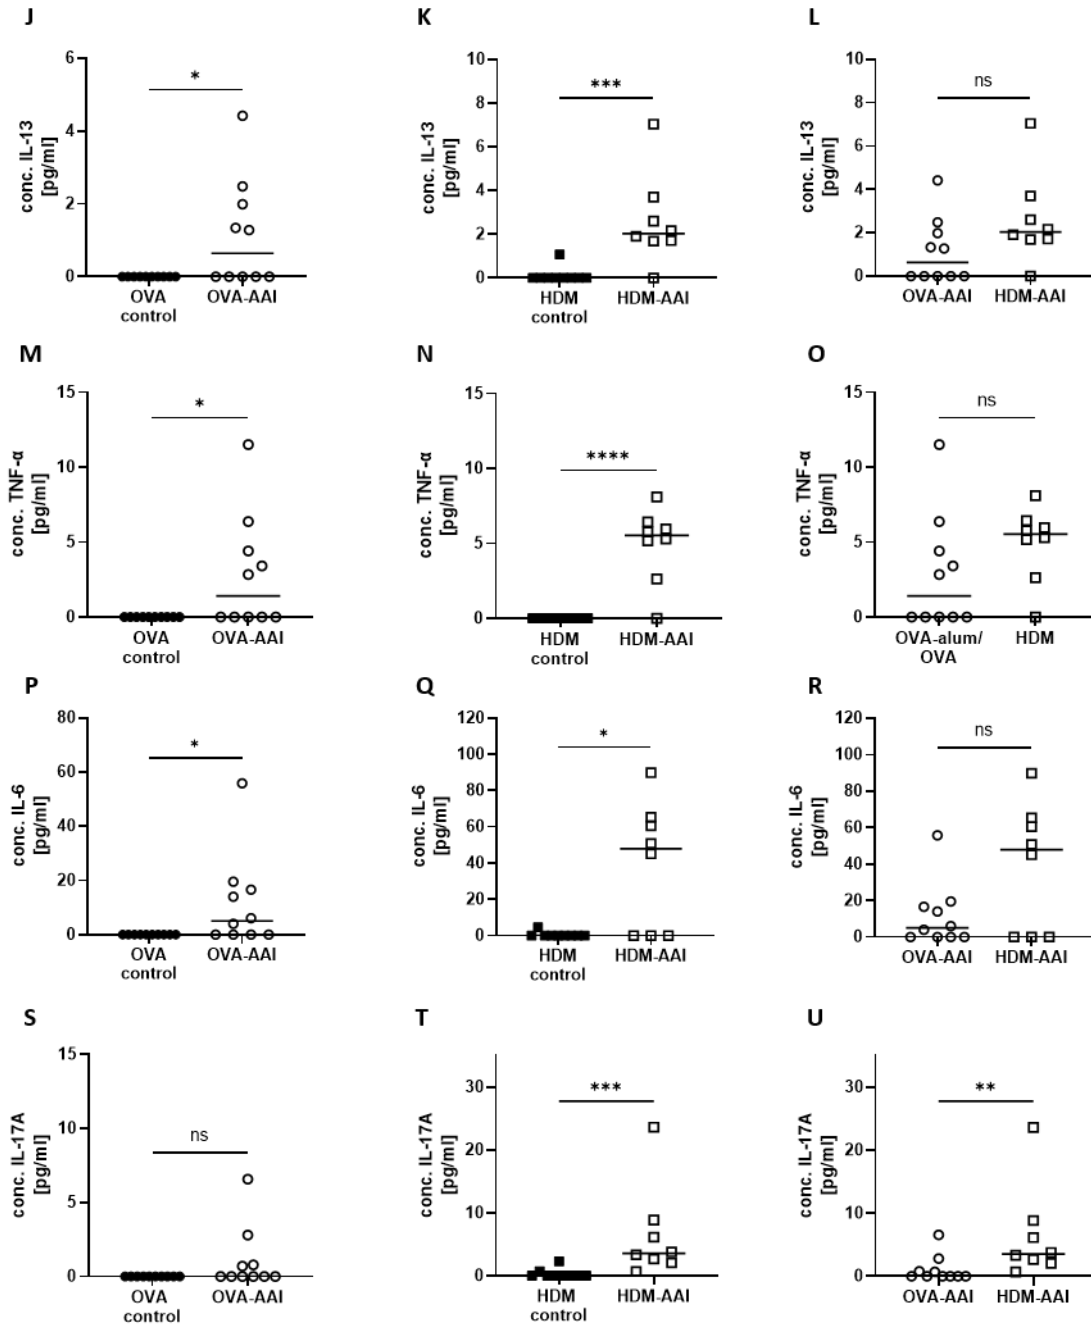 J
6
4
2
0
conc. IL-13
[pg/ml]
*
OVA
control
OVA-AAI
K
10
8
6
4
2
0
conc. IL-13
[pg/ml]
***
HDM
control
HDM-AAI
L
10
8
6
4
2
0
conc. IL-13
[pg/ml]
ns
OVA-AAI
HDM-AAI
M
15
10
5
0
conc. TNF-α
[pg/ml]
*
OVA
control
OVA-AAI
N
15
10
5
0
conc. TNF-α
[pg/ml]
****
HDM
control
HDM-AAI
O
15
10
5
0
conc. TNF-α
[pg/ml]
ns
OVA-alum/
OVA
HDM
P
80
60
40
20
0
conc. IL-6
[pg/ml]
*
OVA
control
OVA-AAI
Q
120
100
80
60
40
20
0
conc. IL-6
[pg/ml]
*
HDM
control
HDM-AAI
R
120
100
80
60
40
20
0
conc. IL-6
[pg/ml]
ns
OVA-AAI
HDM-AAI
S
15
10
5
0
conc. IL-17A
[pg/ml]
ns
OVA
control
OVA-AAI
T
30
20
10
0
conc. IL-17A
[pg/ml]
***
HDM
control
HDM-AAI
U
30
20
10
0
conc. IL-17A
[pg/ml]
**
OVA-AAI
HDM-AAI